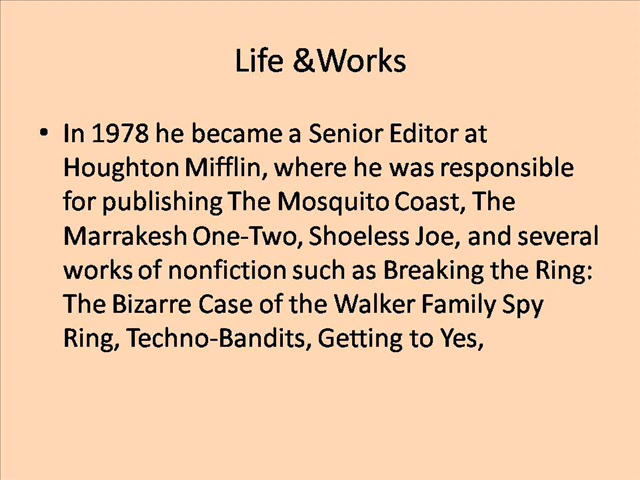 Life &Works
• In 1978 he became a Senior Editor at
Houghton Mifflin, where he was responsible
for publishing The Mosquito Coast, The
Marrakesh One-Two, Shoeless Joe, and several
works of nonfiction such as Breaking the Ring:
The Bizarre Case of the Walker Family Spy
Ring, Techno-Bandits, Getting to Yes,